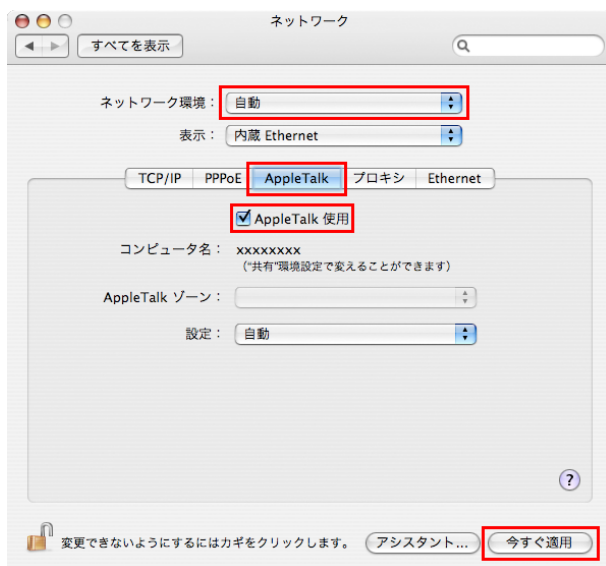 ネットワーク
すべてを表示
ネットワーク環境： 自動
表示： 内蔵 Ethernet
TCP/IP PPPoE AppleTalk プロキシ Ethernet
AppleTalk 使用
コンピュータ名： xxxxxxxx
（"共有"環境設定で変えることができます）
AppleTalk ゾーン：
設定： 自動
?
変更できないようにするにはカギをクリックします。 アシスタント... 今すぐ適用